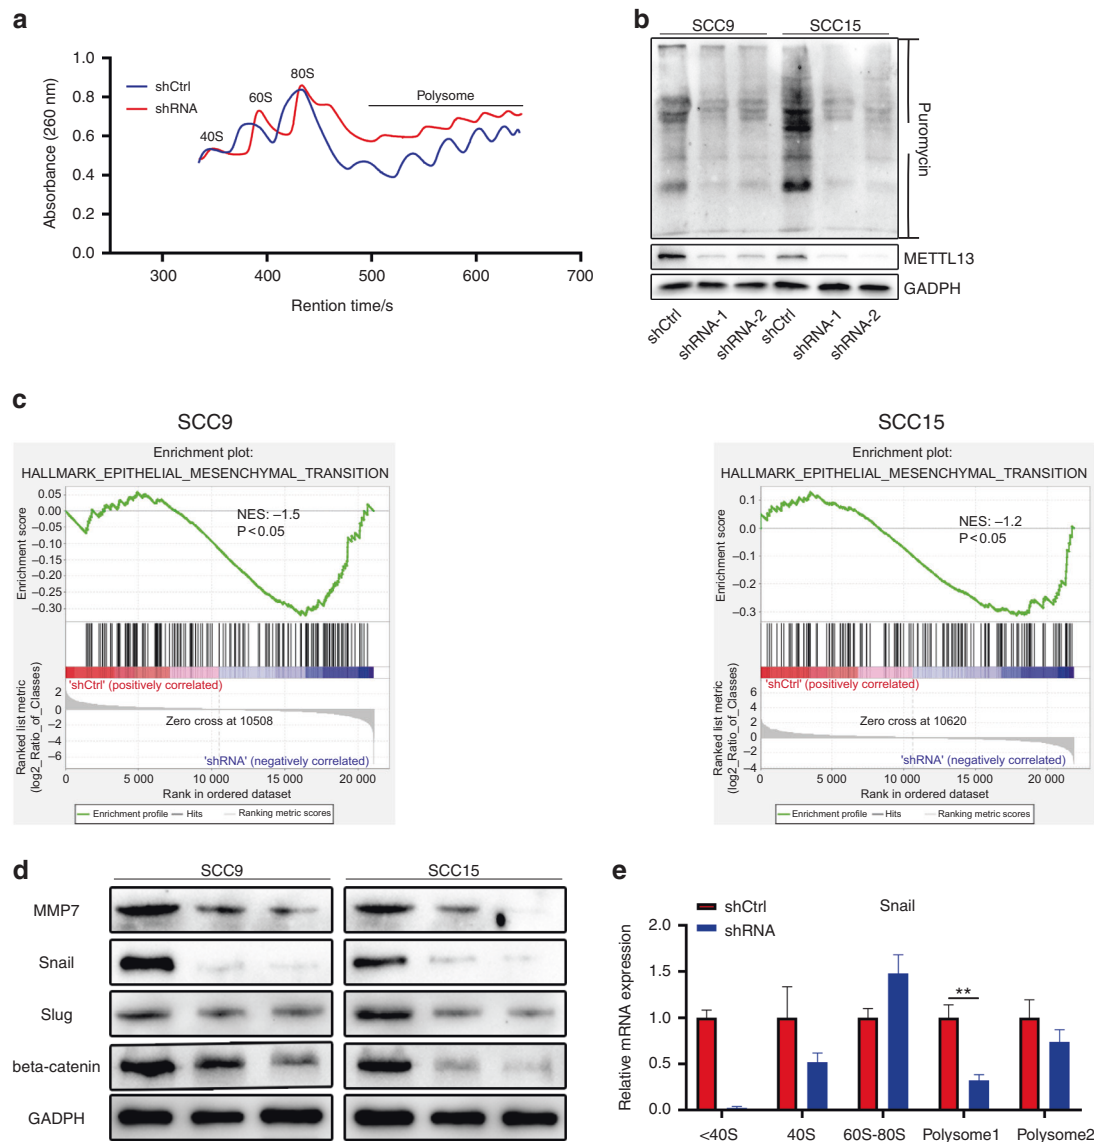 a
1.0
0.8
0.6
0.4
0.2
0.0
Absorbance (260 nm)
shCtrl
shRNA
40S
60S
80S
Polysome
300
400
500
600
700
Rention time/s
b
SCC9
SCC15
Puromycin
METTL13
GADPH
shCtrl
shRNA-1
shRNA-2
shCtrl
shRNA-1
shRNA-2
c
SCC9
Enrichment plot:
HALLMARK_EPITHELIAL_MESENCHYMAL_TRANSITION
Enrichment score
0.05
0.00
–0.05
–0.10
–0.15
–0.20
–0.25
–0.30
NES: –1.5
P<0.05
'shCtrl' (positively correlated)
Zero cross at 10508
'shRNA' (negatively correlated)
Ranked list metric
(log2_Ratio_of_Classes)
2
0
–2
–4
–6
0
5 000
10 000
15 000
20 000
Rank in ordered dataset
Enrichment profile
Hits
Ranking metric scores
SCC15
Enrichment plot:
HALLMARK_EPITHELIAL_MESENCHYMAL_TRANSITION
Enrichment score
0.1
0.0
–0.1
–0.2
–0.3
NES: –1.2
P<0.05
'shCtrl' (positively correlated)
Zero cross at 10620
'shRNA' (negatively correlated)
Ranked list metric
(log2_Ratio_of_Classes)
6
4
2
0
–2
–4
0
5 000
10 000
15 000
20 000
Rank in ordered dataset
Enrichment profile
Hits
Ranking metric scores
d
SCC9
SCC15
MMP7
Snail
Slug
beta-catenin
GADPH
e
shCtrl
shRNA
Snail
**
Relative mRNA expression
2.0
1.5
1.0
0.5
0.0
<40S
40S
60S-80S
Polysome1
Polysome2